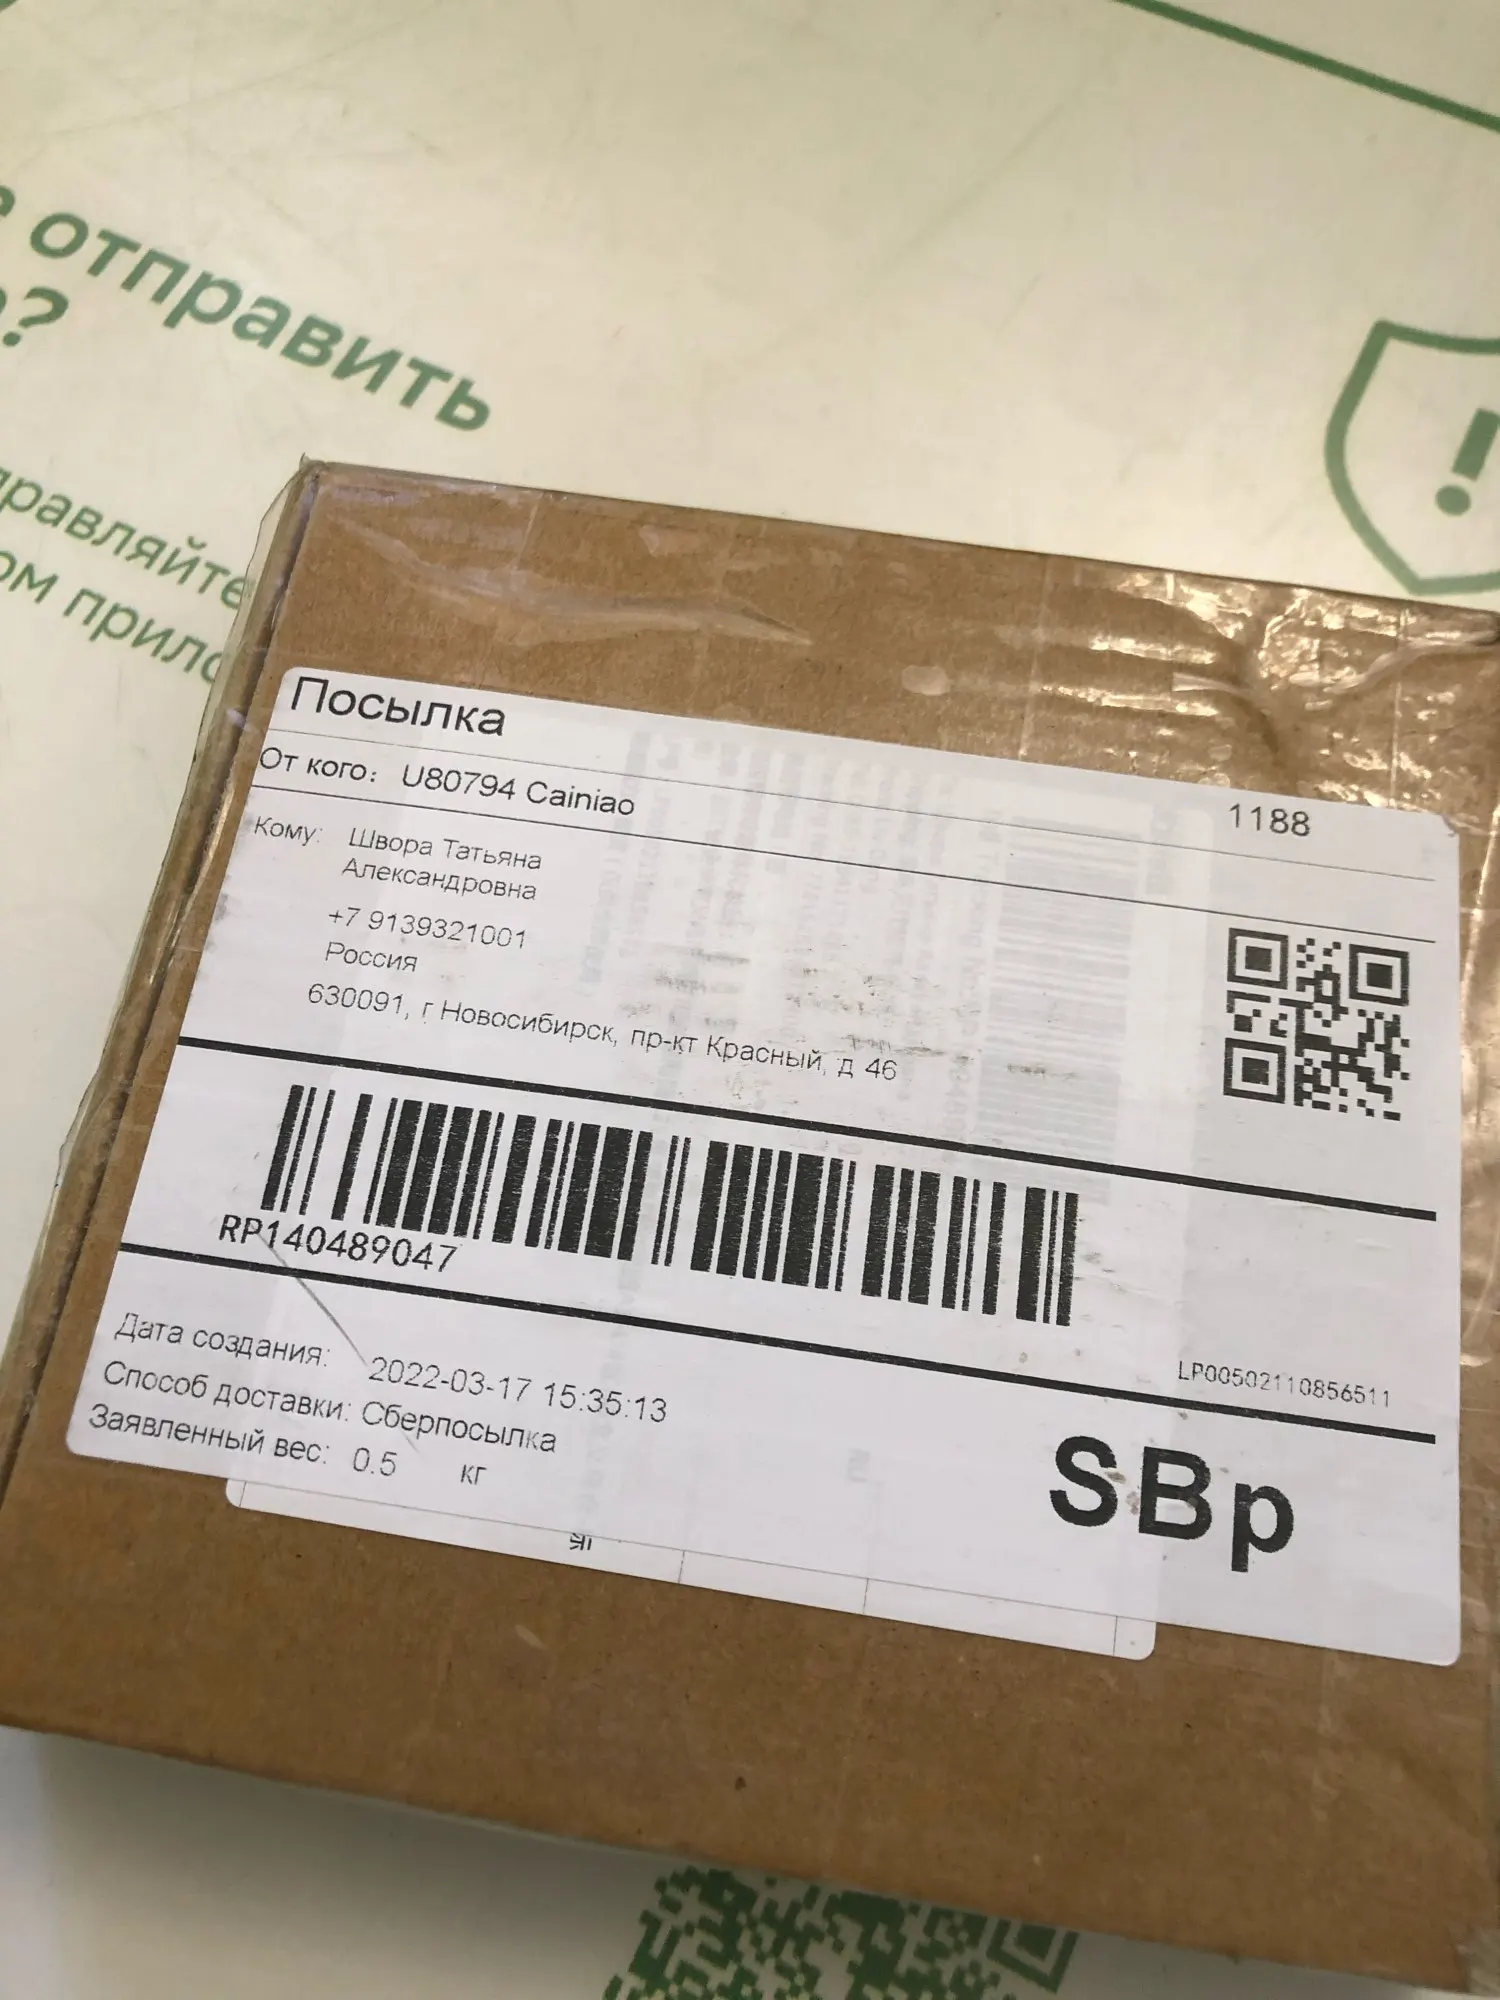 отправить
?
равляйте
ом прило
!
Посылка
От кого: U80794 Cainiao
1188
Кому: Швора Татьяна
Александровна
+7 9139321001
Россия
630091, г Новосибирск, пр-кт Красный, д 46
RP140489047
LP00502110856511
Дата создания: 2022-03-17 15:35:13
Способ доставки: Сберпосылка
Заявленный вес: 0.5 кг
SBp